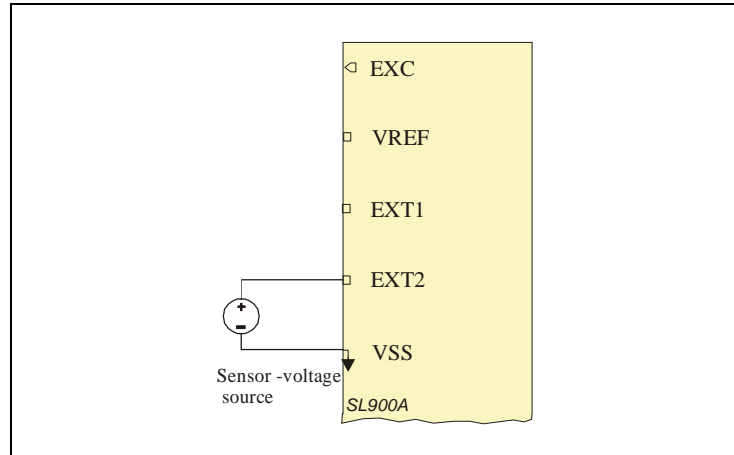 EXC
VREF
EXT1
EXT2
VSS
Sensor -voltage
source
SL900A